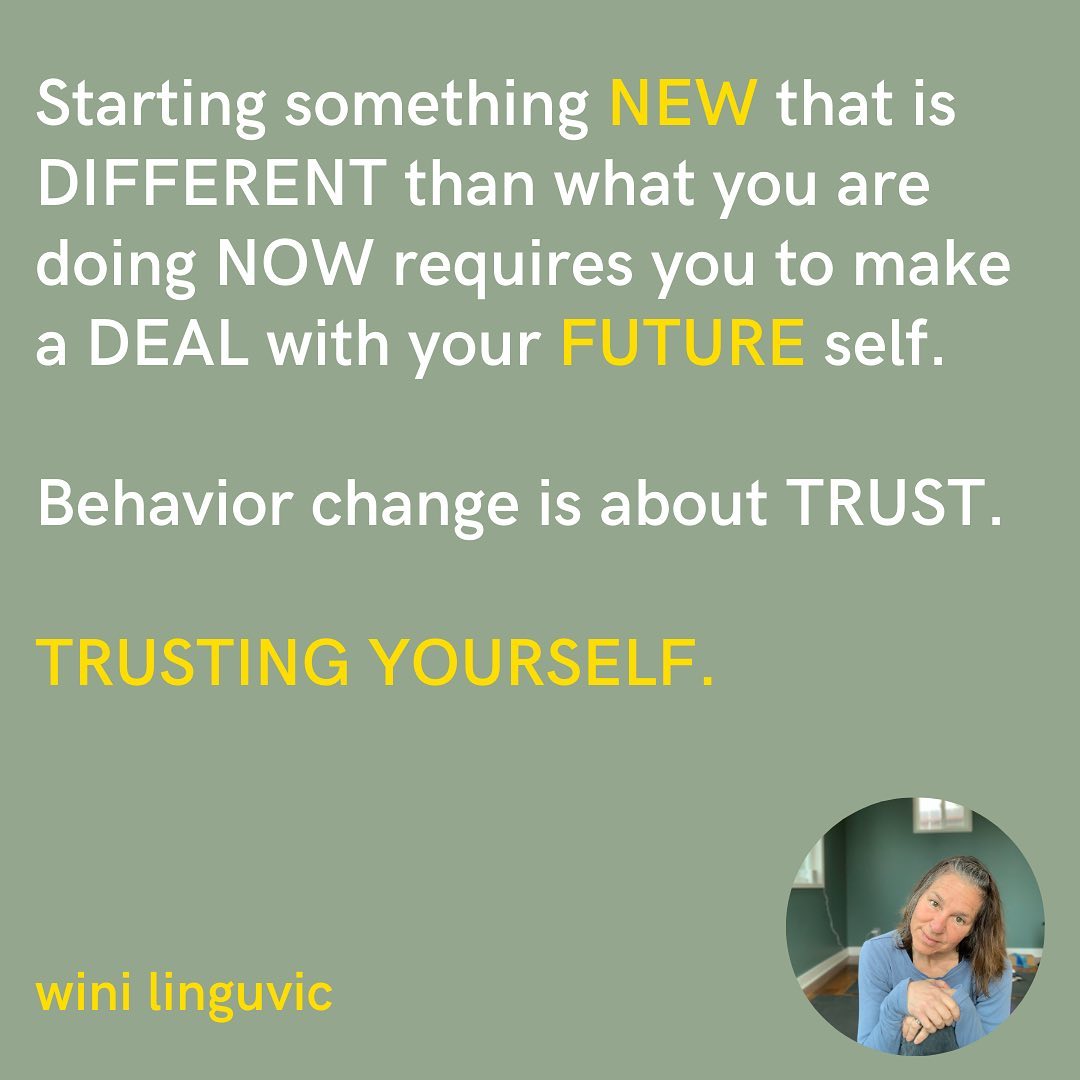 Starting something NEW that is
DIFFERENT than what you are
doing NOW requires you to make
a DEAL with your FUTURE self.
Behavior change is about TRUST.
TRUSTING YOURSELF.
wini linguvic